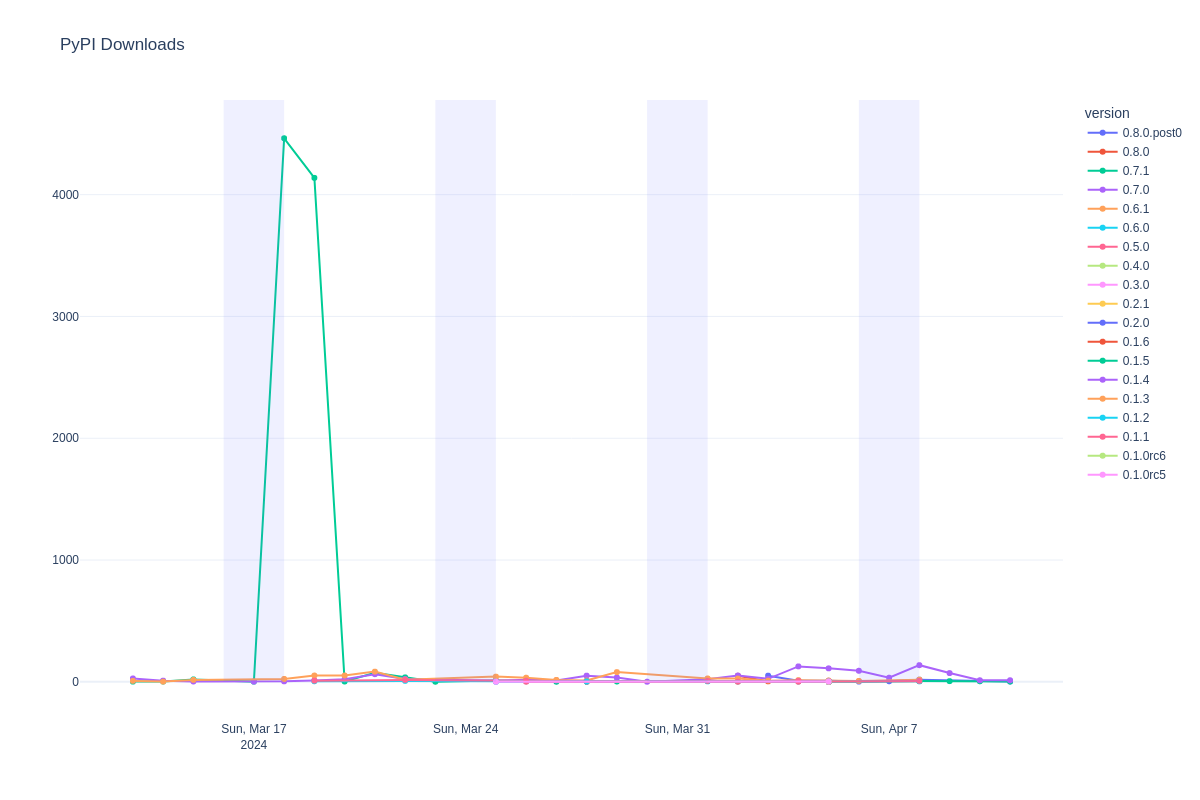 PyPI Downloads
version
0.8.0.post0
0.8.0
0.7.1
0.7.0
0.6.1
0.6.0
0.5.0
0.4.0
0.3.0
0.2.1
0.2.0
0.1.6
0.1.5
0.1.4
0.1.3
0.1.2
0.1.1
0.1.0rc6
0.1.0rc5
4000
3000
2000
1000
0
Sun, Mar 17
2024
Sun, Mar 24
Sun, Mar 31
Sun, Apr 7